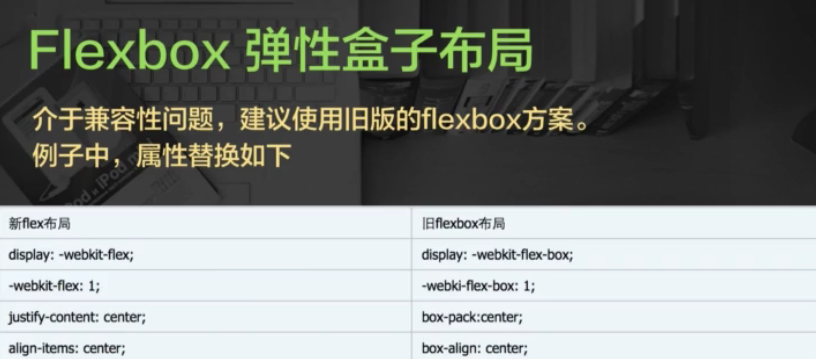 Flexbox 弹性盒子布局
介于兼容性问题，建议使用旧版的flexbox方案。
例子中，属性替换如下
新flex布局 旧flexbox布局
display: -webkit-flex; display: -webkit-flex-box;
-webkit-flex: 1; -webki-flex-box: 1;
justify-content: center; box-pack:center;
align-items: center; box-align: center;